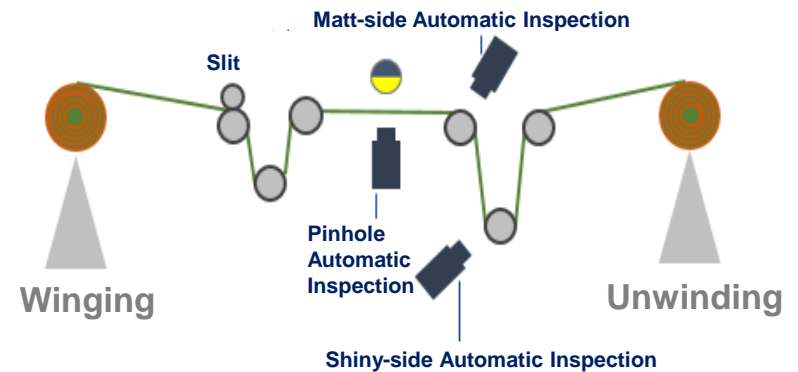 Matt-side Automatic Inspection
Slit
Pinhole
Automatic
Inspection
Winging
Unwinding
Shiny-side Automatic Inspection